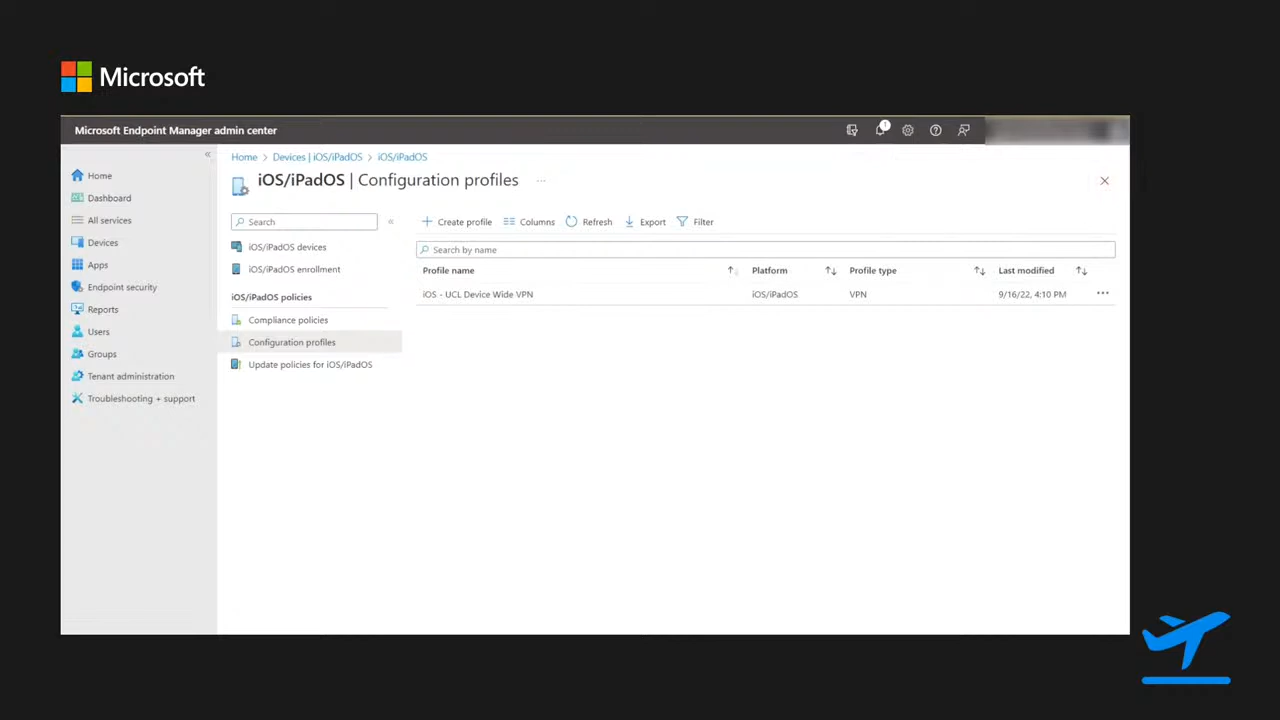 Microsoft
Microsoft Endpoint Manager admin center
1
Home
Dashboard
All services
Devices
Apps
Endpoint security
Reports
Users
Groups
Tenant administration
Troubleshooting + support
Home > Devices | iOS/iPadOS > iOS/iPadOS
iOS/iPadOS | Configuration profiles ...
Search
iOS/iPadOS devices
iOS/iPadOS enrollment
iOS/iPadOS policies
Compliance policies
Configuration profiles
Update policies for iOS/iPadOS
Create profile Columns Refresh Export Filter
Search by name
Profile name Platform Profile type Last modified
iOS - UCL Device Wide VPN iOS/iPadOS VPN 9/16/22, 4:10 PM ...